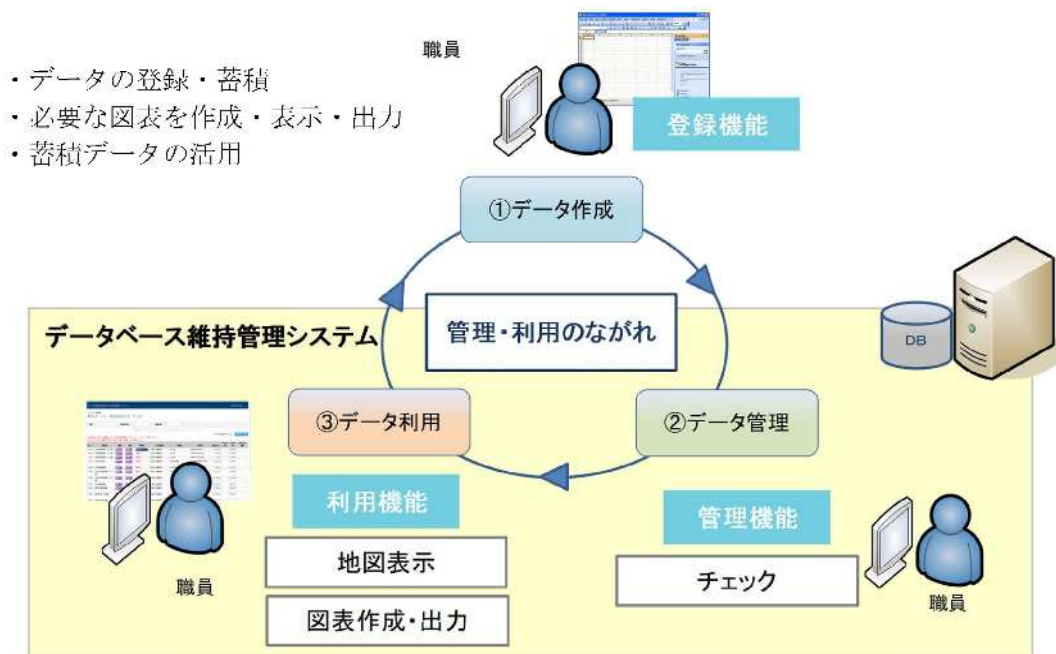 職員
・データの登録・蓄積
・必要な図表を作成・表示・出力
・蓄積データの活用
登録機能
①データ作成
データベース維持管理システム
管理・利用のながれ
DB
③データ利用
②データ管理
利用機能
管理機能
地図表示
チェック
図表作成・出力
職員
職員